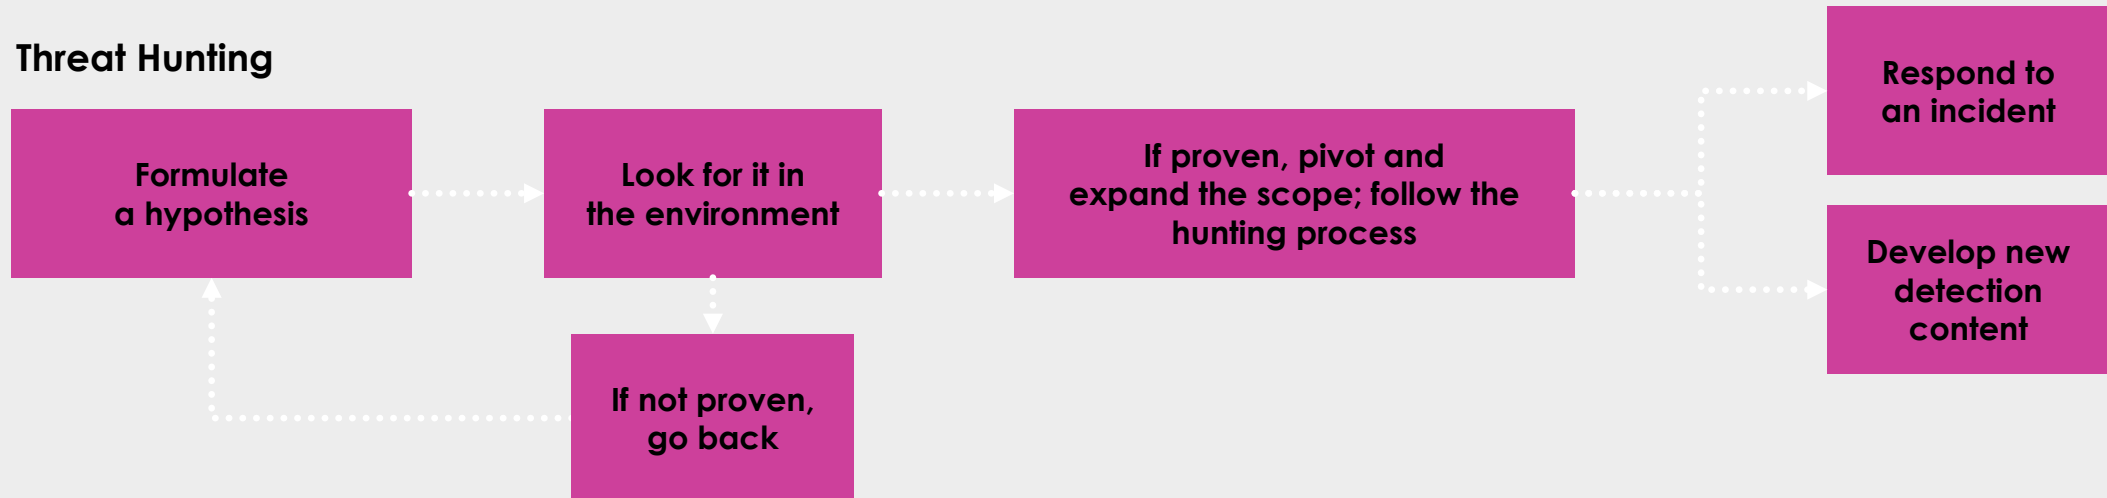 Threat Hunting
Formulate
a hypothesis
Look for it in
the environment
If proven, pivot and
expand the scope; follow the
hunting process
Respond to
an incident
Develop new
detection
content
If not proven,
go back